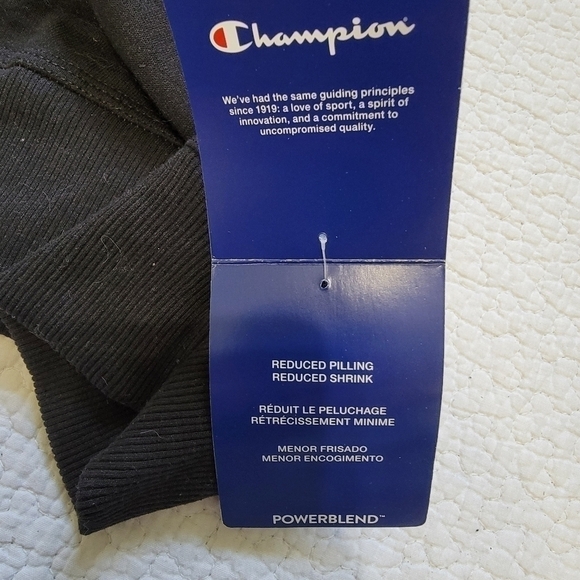 Champion
We've had the same guiding principles
since 1919: a love of sport, a spirit of
innovation, and a commitment to
uncompromised quality.
REDUCED PILLING
REDUCED SHRINK
RÉDUIT LE PELUCHAGE
RÉTRÉCISSEMENT MINIME
MENOR FRISADO
MENOR ENCOGIMENTO
POWERBLEND™